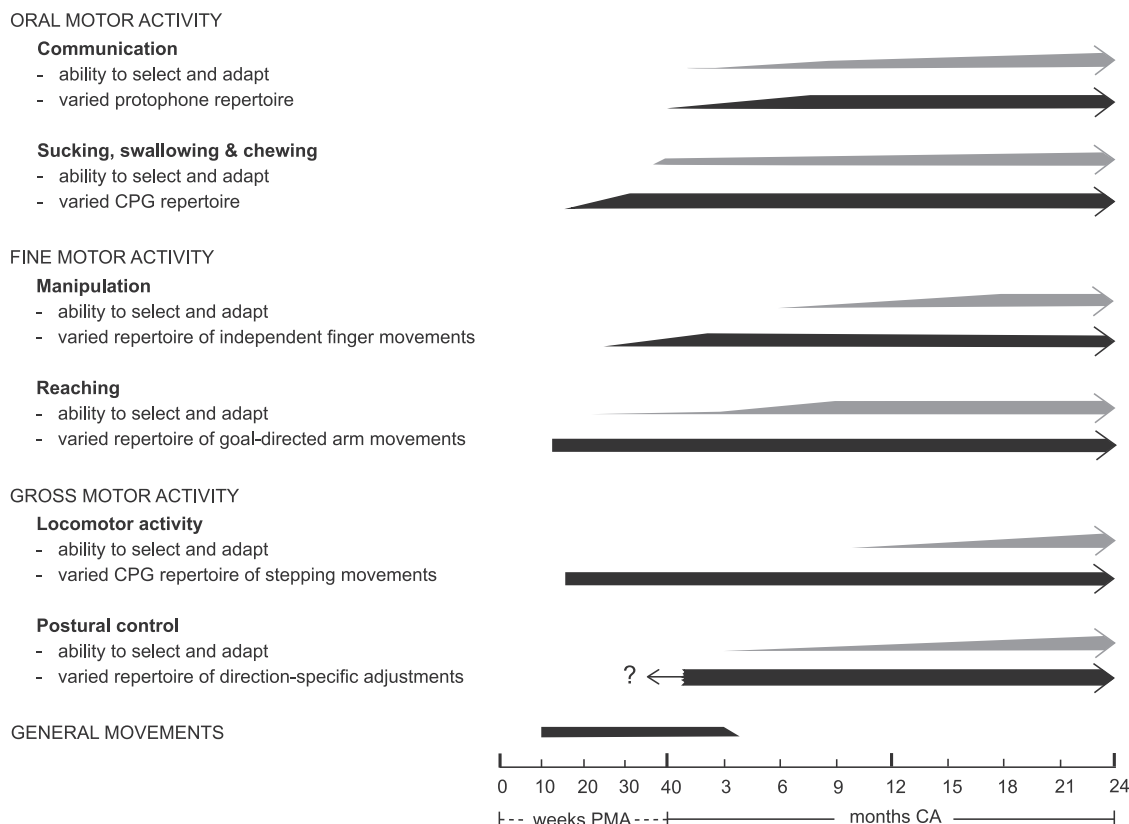 ORAL MOTOR ACTIVITY
Communication
- ability to select and adapt
- varied protophone repertoire
Sucking, swallowing & chewing
- ability to select and adapt
- varied CPG repertoire
FINE MOTOR ACTIVITY
Manipulation
- ability to select and adapt
- varied repertoire of independent finger movements
Reaching
- ability to select and adapt
- varied repertoire of goal-directed arm movements
GROSS MOTOR ACTIVITY
Locomotor activity
- ability to select and adapt
- varied CPG repertoire of stepping movements
Postural control
- ability to select and adapt
- varied repertoire of direction-specific adjustments
?
GENERAL MOVEMENTS
0 10 20 30 40 3 6 9 12 15 18 21 24
weeks PMA months CA